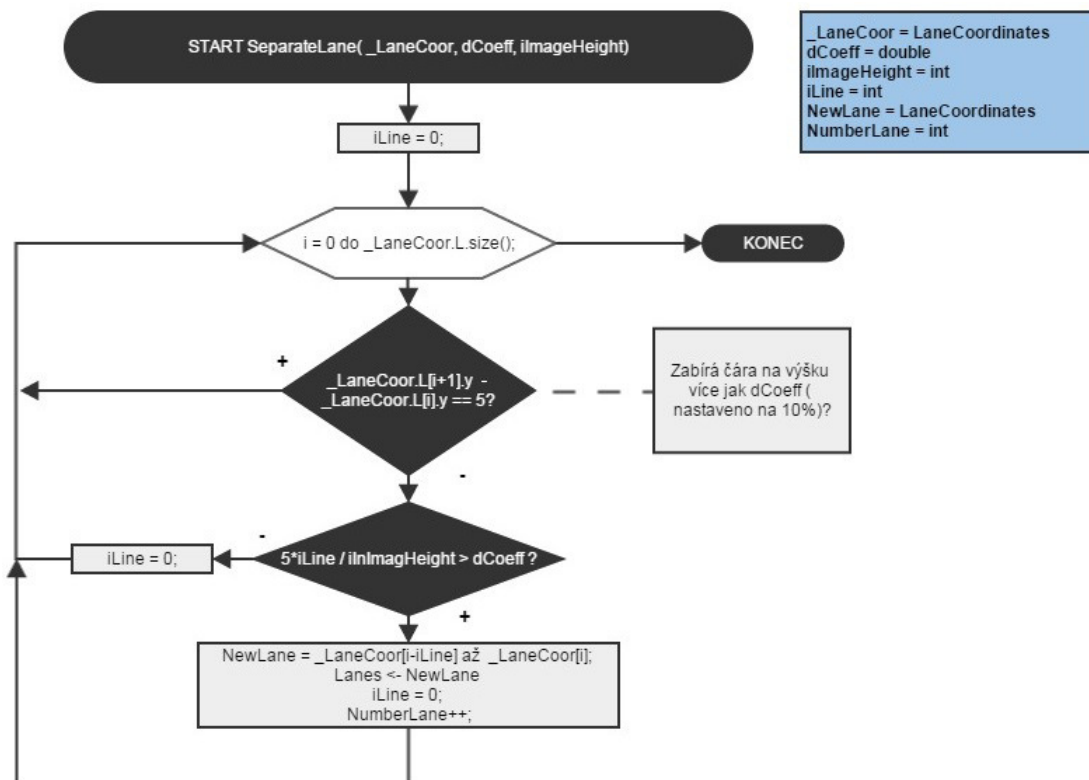 START SeparateLane( _LaneCoor, dCoeff, iImageHeight)
_LaneCoor = LaneCoordinates
dCoeff = double
iImageHeight = int
iLine = int
NewLane = LaneCoordinates
NumberLane = int
iLine = 0;
i = 0 do _LaneCoor.L.size();
KONEC
+
_LaneCoor.L[i+1].y -
_LaneCoor.L[i].y == 5?
Zabírá čára na výšku
více jak dCoeff (
nastaveno na 10%)?
-
-
iLine = 0;
5*iLine / iInImagHeight > dCoeff ?
+
NewLane = _LaneCoor[i-iLine] až _LaneCoor[i];
Lanes <- NewLane
iLine = 0;
NumberLane++;